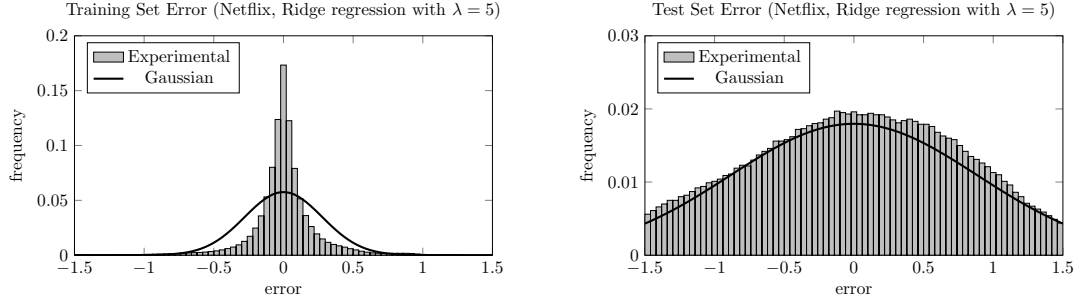 Training Set Error (Netflix, Ridge regression with λ = 5)
0.2
0.15
0.1
0.05
0
frequency
Experimental
Gaussian
−1.5 −1 −0.5 0 0.5 1 1.5
error
Test Set Error (Netflix, Ridge regression with λ = 5)
0.03
0.02
0.01
0
frequency
Experimental
Gaussian
−1.5 −1 −0.5 0 0.5 1 1.5
error